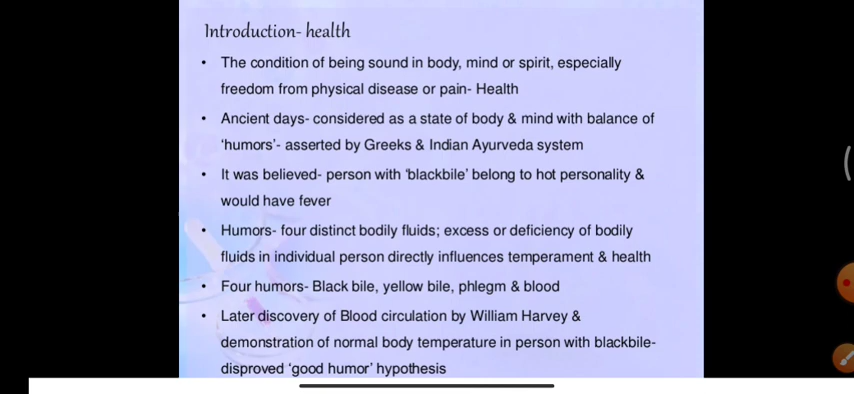 Introduction- health
• The condition of being sound in body, mind or spirit, especially
freedom from physical disease or pain- Health
• Ancient days- considered as a state of body & mind with balance of
‘humors’- asserted by Greeks & Indian Ayurveda system
• It was believed- person with ‘blackbile’ belong to hot personality &
would have fever
• Humors- four distinct bodily fluids; excess or deficiency of bodily
fluids in individual person directly influences temperament & health
• Four humors- Black bile, yellow bile, phlegm & blood
• Later discovery of Blood circulation by William Harvey &
demonstration of normal body temperature in person with blackbile-
disproved ‘good humor’ hypothesis